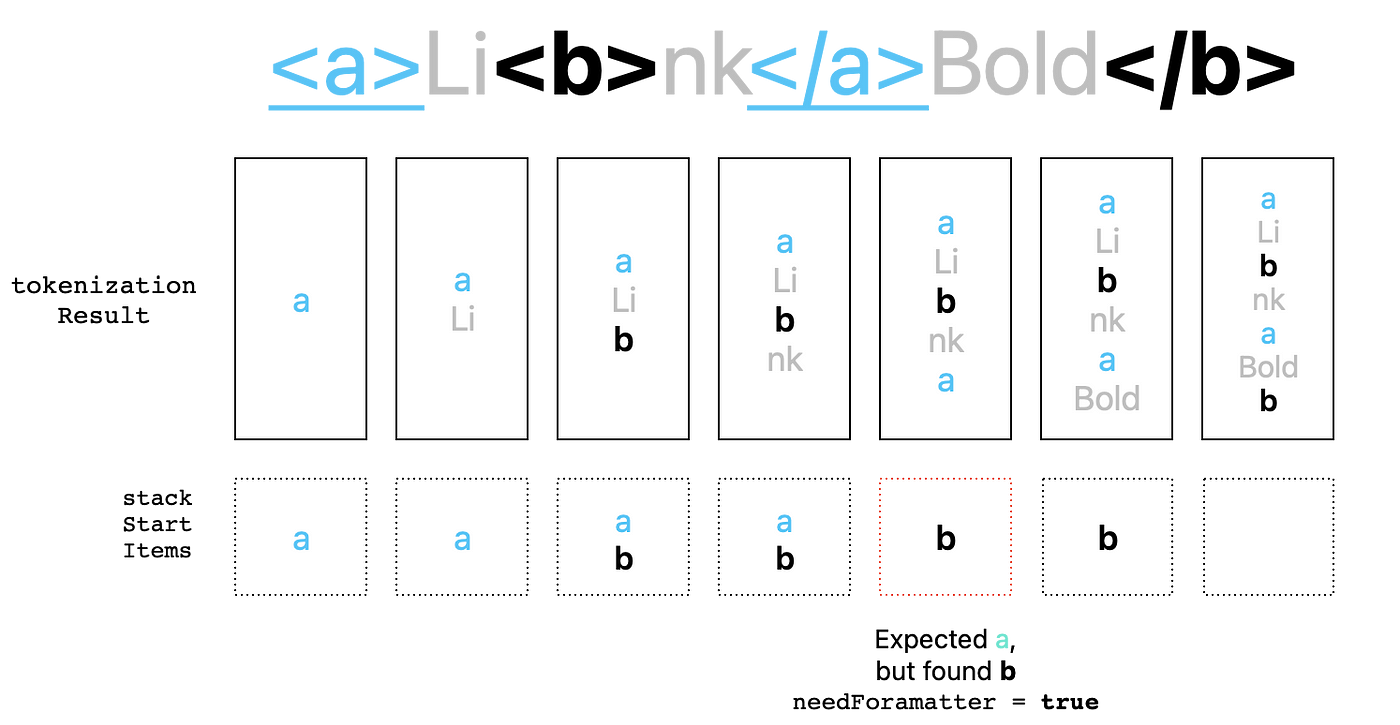 <a>Li<b>nk</a>Bold</b>
tokenization
Result
a
a
Li
a
Li
b
a
Li
b
nk
a
Li
b
nk
a
a
Li
b
nk
a
Bold
a
Li
b
nk
a
Bold
b
stack
Start
Items
a
a
a
b
a
b
b
b
Expected a,
but found b
needForamatter = true